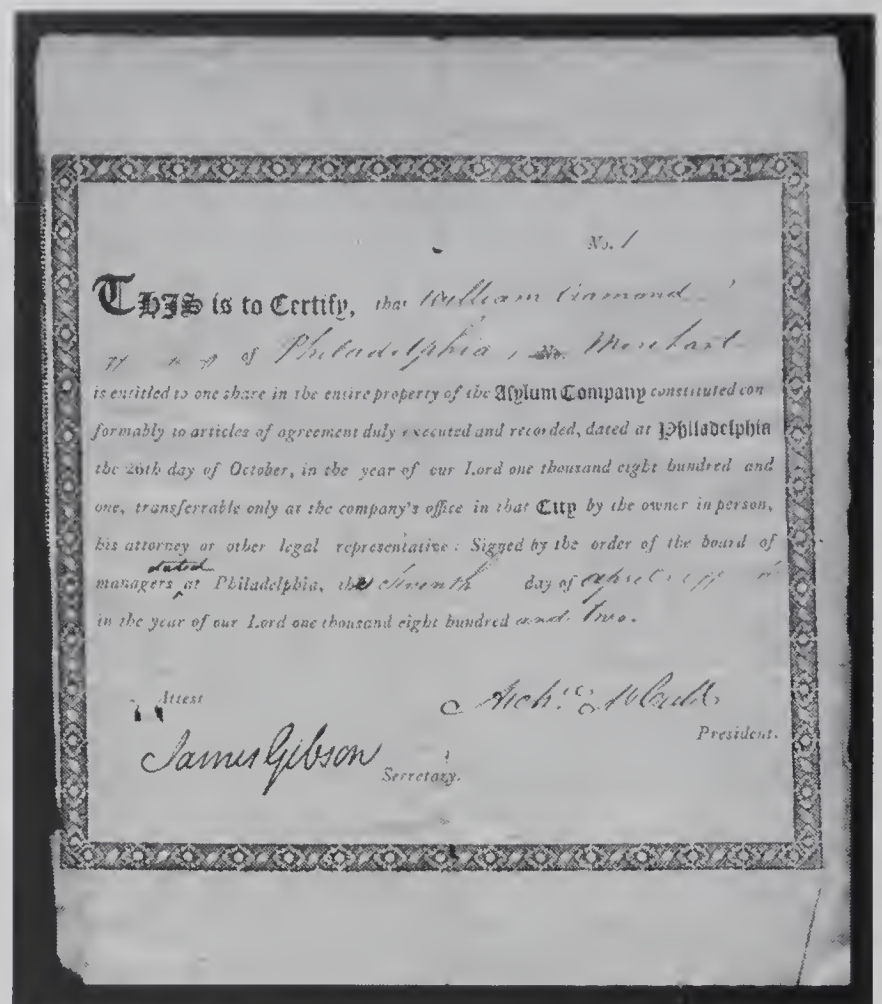 No. 1
THIS is to Certify, that William Cramond
of Philadelphia, Merchant
is entitled to one share in the entire property of the Asylum Company constituted con
formably to articles of agreement duly executed and recorded, dated at Philadelphia
the 26th day of October, in the year of our Lord one thousand eight hundred and
one, transferrable only at the company's office in that City by the owner in person,
his attorney or other legal representative: Signed by the order of the board of
dated
managers at Philadelphia, the day of april
in the year of our Lord one thousand eight hundred and two.
Attest
President.
James Gibson
Secretary.